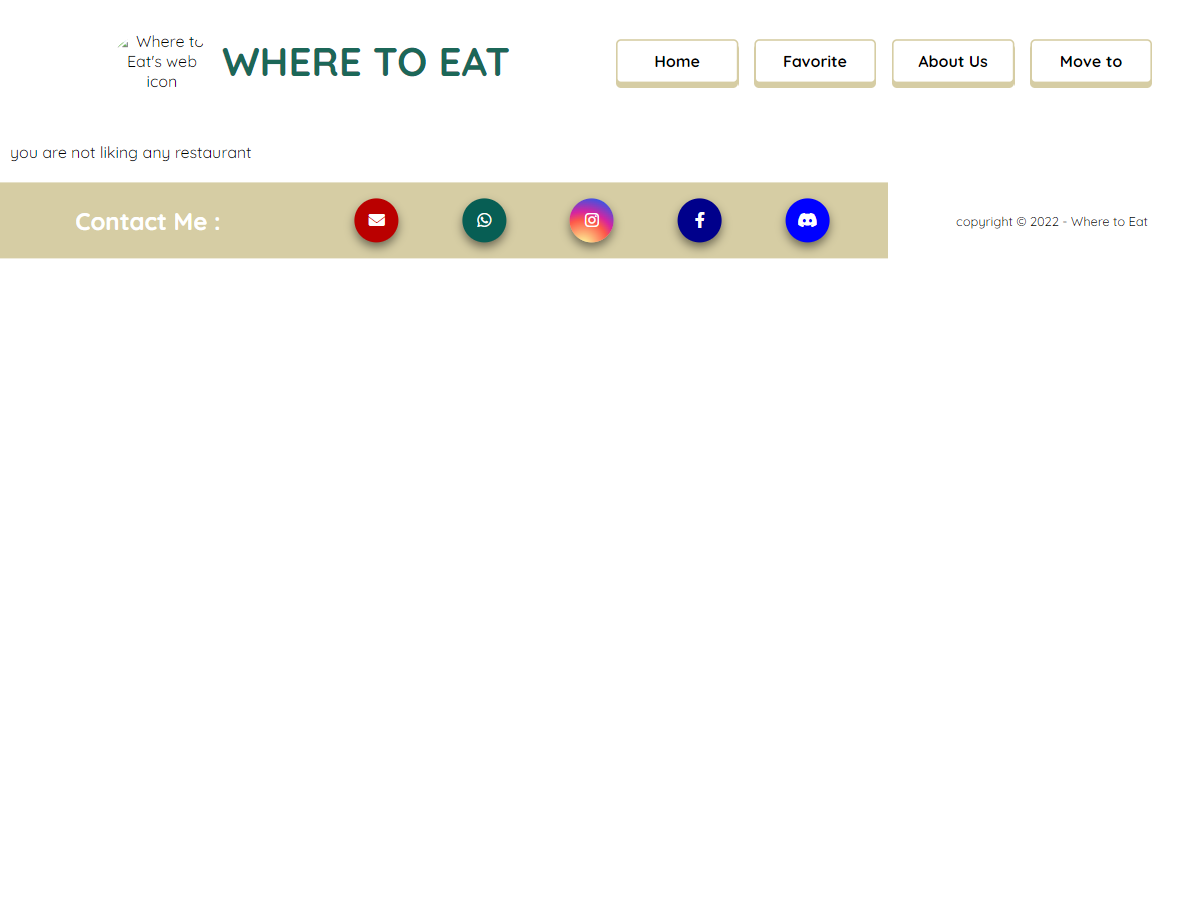 Where to
Eat's web
icon
WHERE TO EAT
Home
Favorite
About Us
Move to
you are not liking any restaurant
Contact Me :
copyright © 2022 - Where to Eat